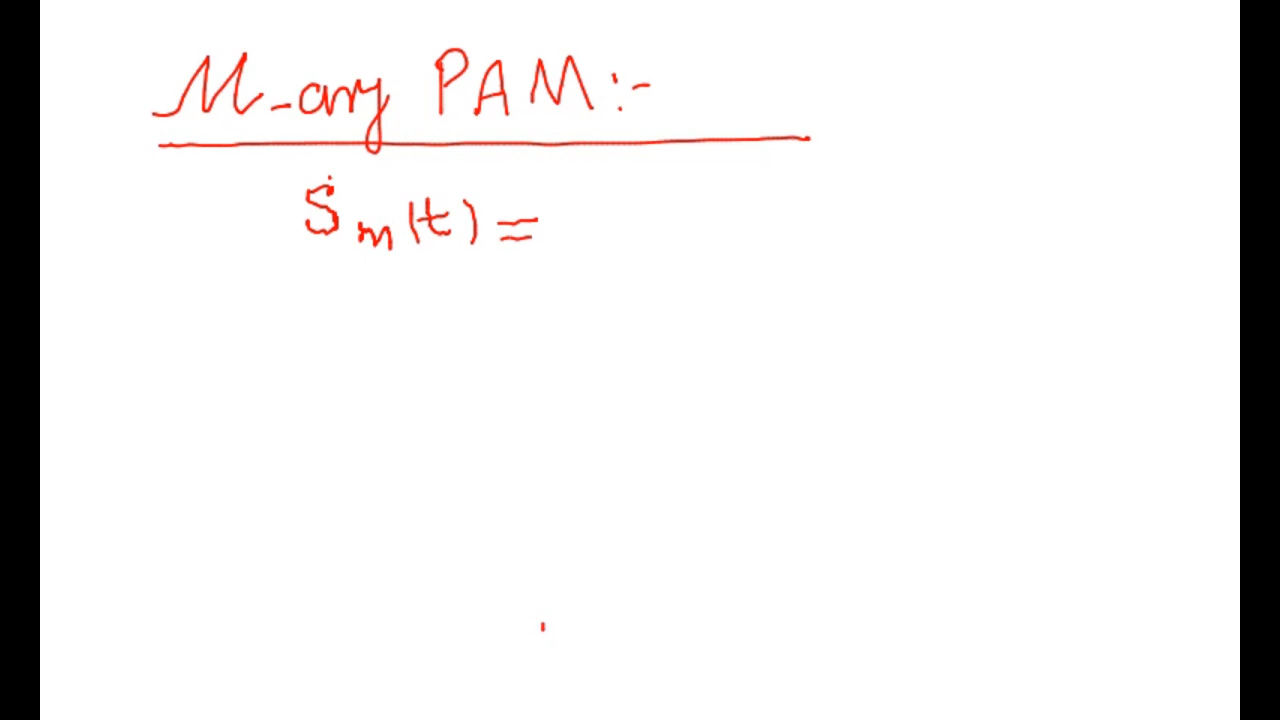 M-ary PAM:-
Sm(t) =